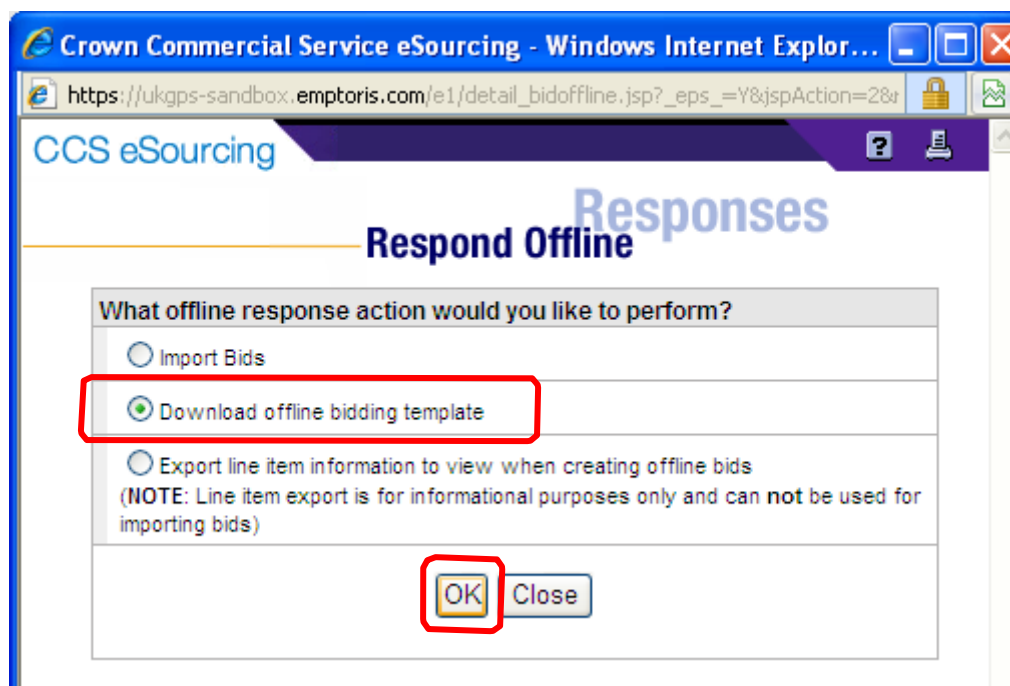 Crown Commercial Service eSourcing - Windows Internet Explor...
https://ukgps-sandbox.emptoris.com/e1/detail_bidoffline.jsp?_eps_=Y&jspAction=2&r
CCS eSourcing
?
Responses
Respond Offline
What offline response action would you like to perform?
Import Bids
Download offline bidding template
Export line item information to view when creating offline bids
(NOTE: Line item export is for informational purposes only and can not be used for
importing bids)
OK Close